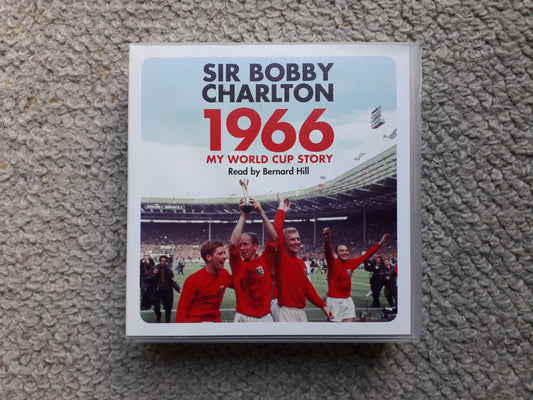 SIR BOBBY
CHARLTON
1966
MY WORLD CUP STORY
Read by Bernard Hill